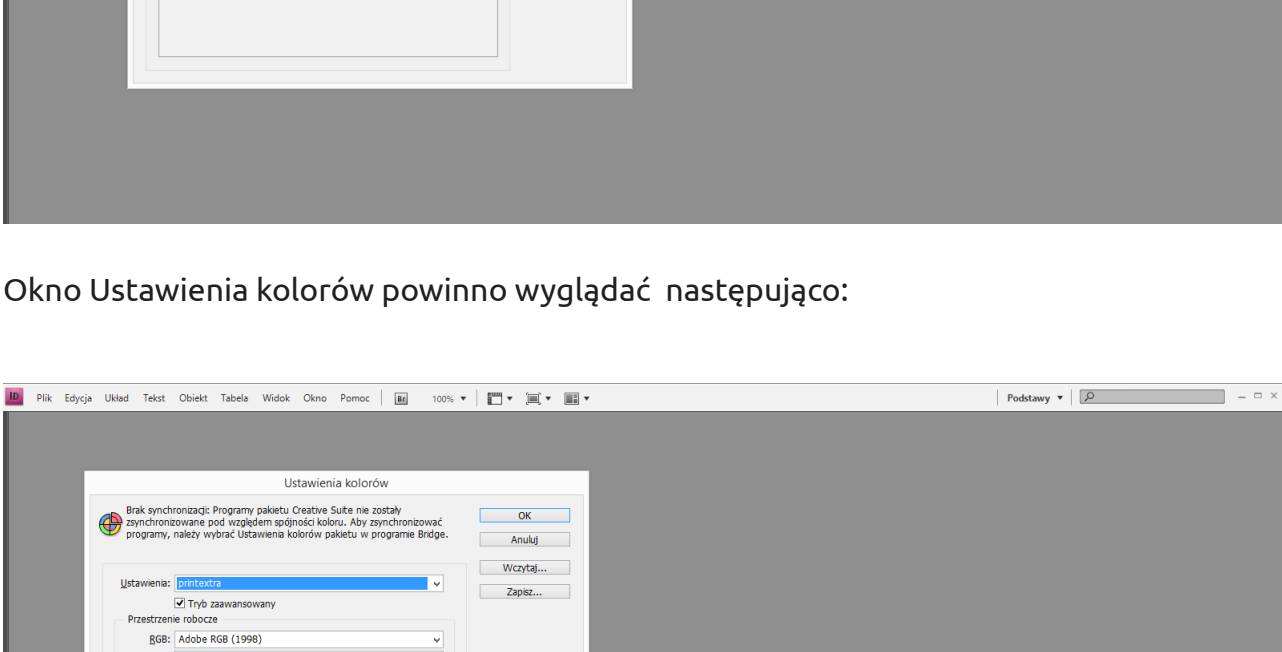 Okno Ustawienia kolorów powinno wyglądać następująco:
ID Plik Edycja Układ Tekst Obiekt Tabela Widok Okno Pomoc Br 100% Podstawy
Ustawienia kolorów
Brak synchronizacji: Programy pakietu Creative Suite nie zostały
zsynchronizowane pod względem spójności koloru. Aby zsynchronizować
programy, należy wybrać Ustawienia kolorów pakietu w programie Bridge.
OK
Anuluj
Wczytaj...
Zapisz...
Ustawienia: printextra
Tryb zaawansowany
Przestrzenie robocze
RGB: Adobe RGB (1998)